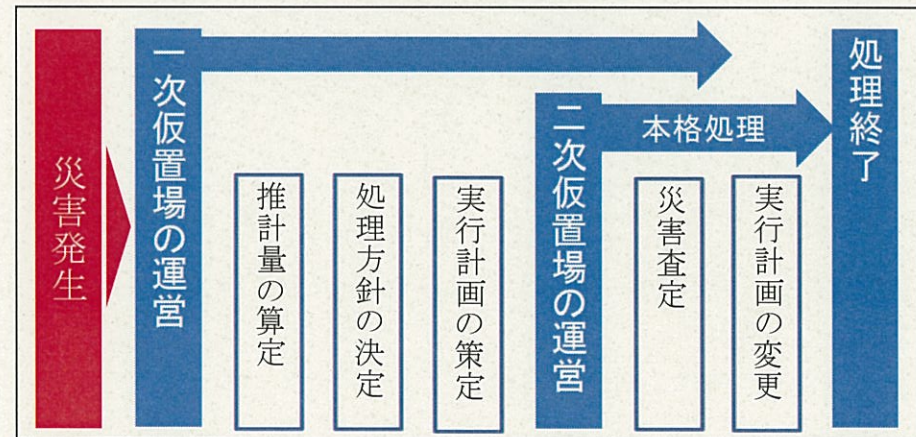 災害発生
一次仮置場の運営
推計量の算定
処理方針の決定
実行計画の策定
二次仮置場の運営
本格処理
災害査定
実行計画の変更
処理終了